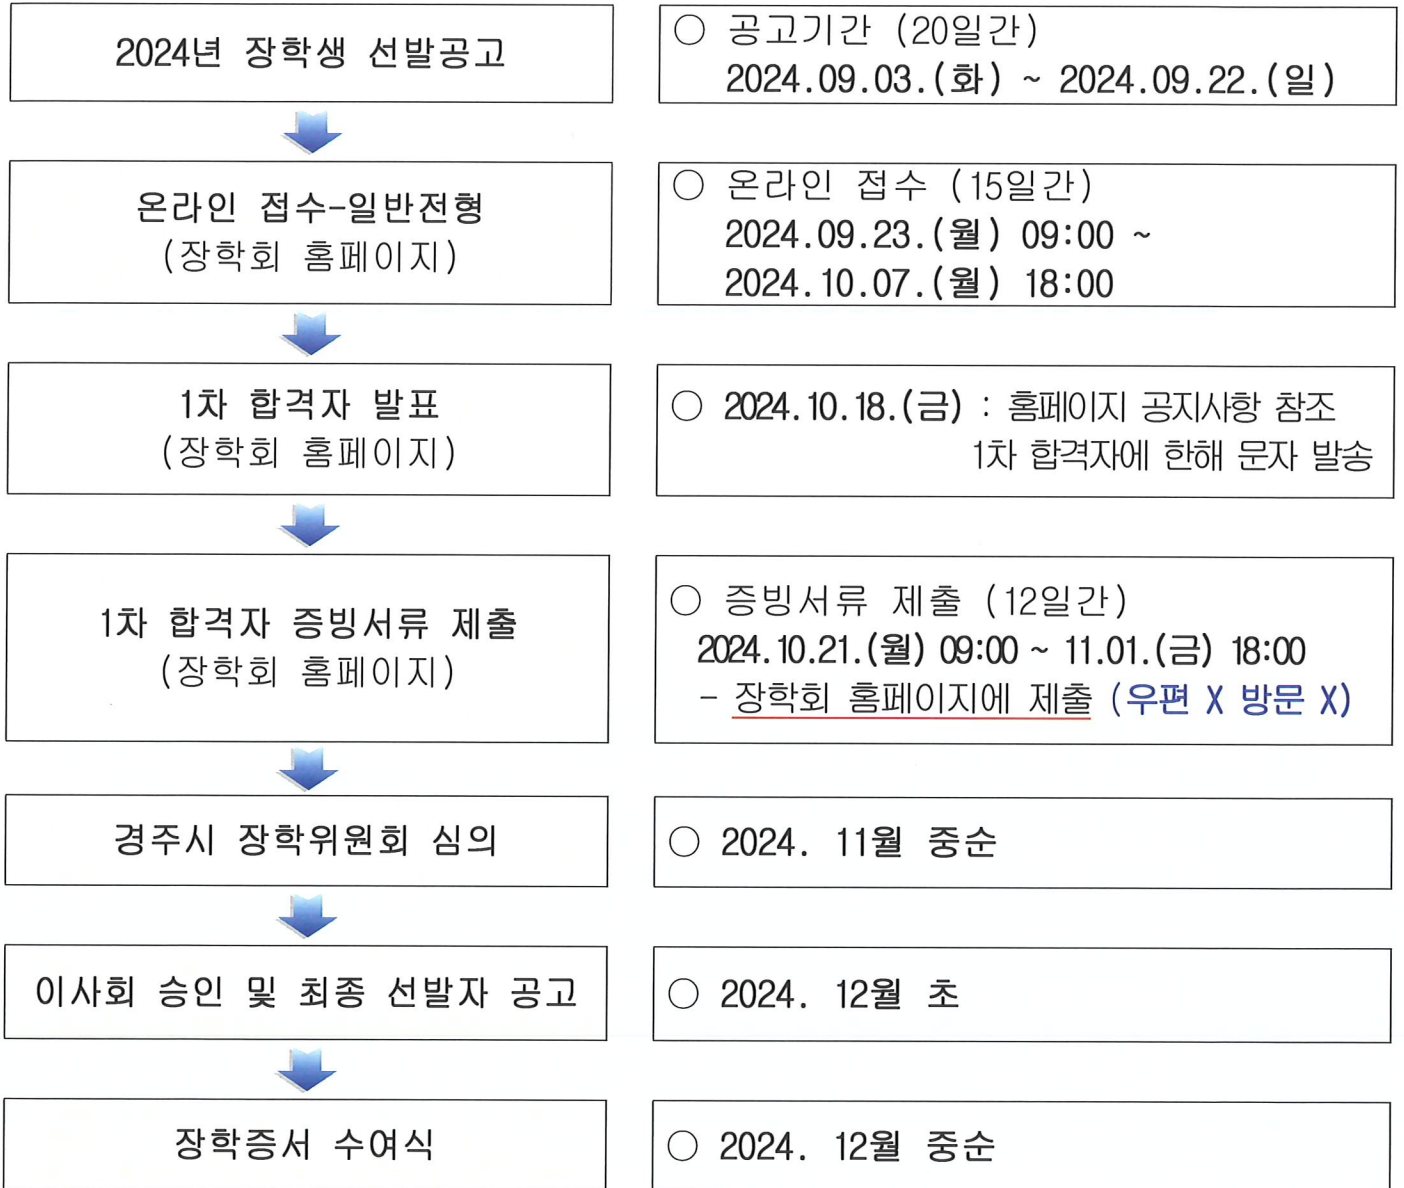 2024년 장학생 선발공고
○ 공고기간 (20일간)
2024.09.03.(화) ~ 2024.09.22.(일)
온라인 접수-일반전형
(장학회 홈페이지)
○ 온라인 접수 (15일간)
2024.09.23.(월) 09:00 ~
2024.10.07.(월) 18:00
1차 합격자 발표
(장학회 홈페이지)
○ 2024.10.18.(금) : 홈페이지 공지사항 참조
1차 합격자에 한해 문자 발송
1차 합격자 증빙서류 제출
(장학회 홈페이지)
○ 증빙서류 제출 (12일간)
2024.10.21.(월) 09:00 ~ 11.01.(금) 18:00
- 장학회 홈페이지에 제출 (우편 X 방문 X)
경주시 장학위원회 심의
○ 2024. 11월 중순
이사회 승인 및 최종 선발자 공고
○ 2024. 12월 초
장학증서 수여식
○ 2024. 12월 중순